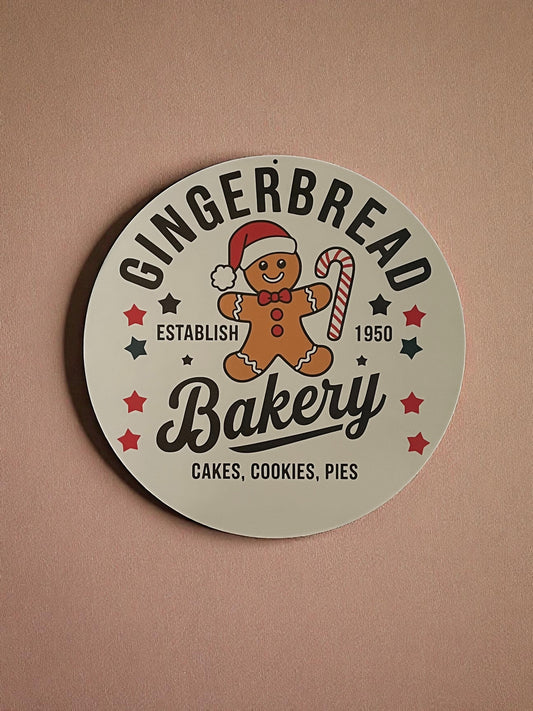 GINGERBREAD
ESTABLISH 1950
Bakery
CAKES, COOKIES, PIES